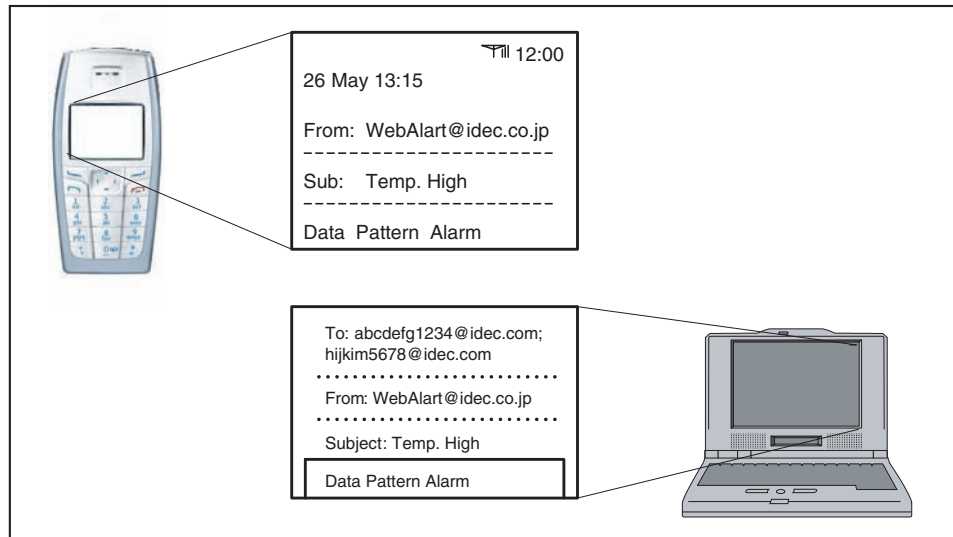 12:00
26 May 13:15
From: WebAlart@idec.co.jp
Sub: Temp. High
Data Pattern Alarm
To: abcdefg1234@idec.com;
hijkim5678@idec.com
From: WebAlart@idec.co.jp
Subject: Temp. High
Data Pattern Alarm